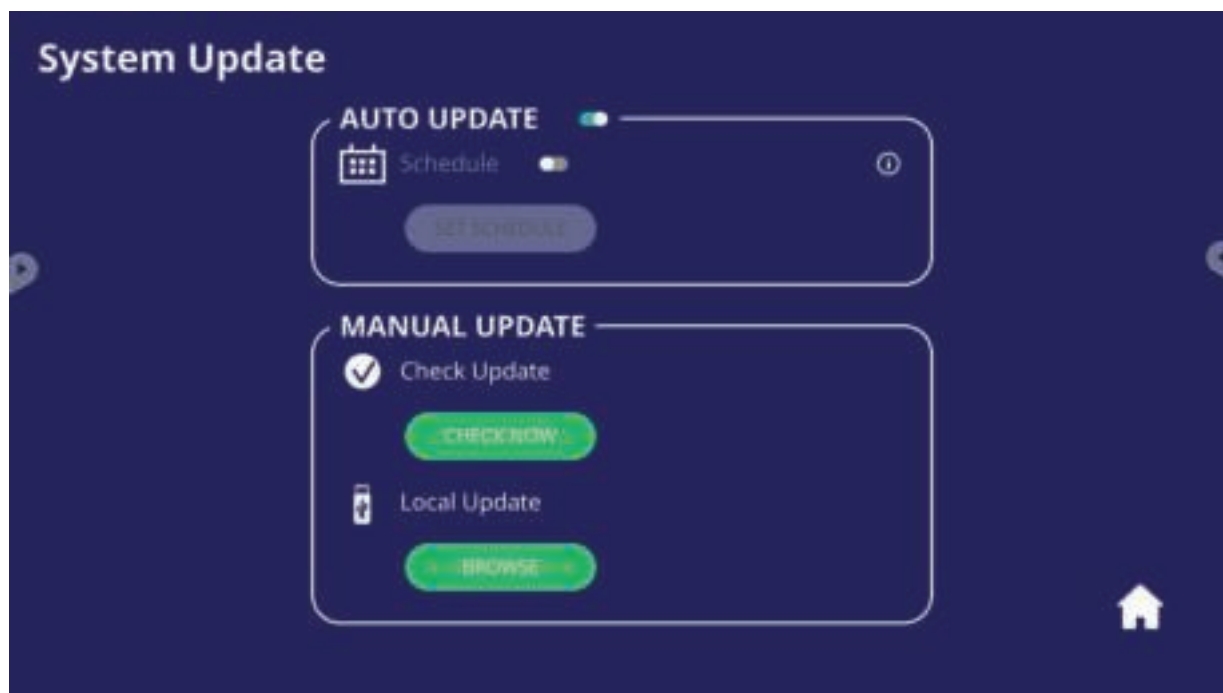 System Update
AUTO UPDATE
Schedule
SET SCHEDULE
MANUAL UPDATE
Check Update
CHECK NOW
Local Update
BROWSE